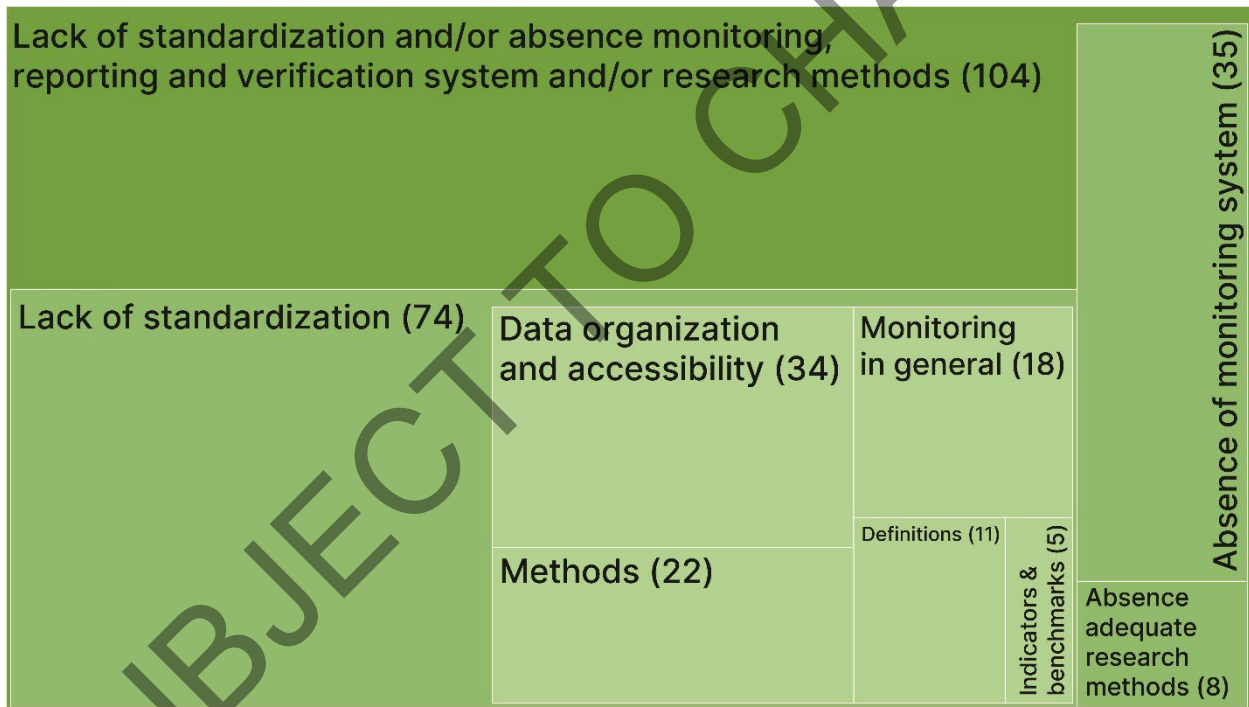 Lack of standardization and/or absence monitoring,
reporting and verification system and/or research methods (104)
Absence of monitoring system (35)
Lack of standardization (74)
Data organization
and accessibility (34)
Monitoring
in general (18)
Methods (22)
Definitions (11)
Indicators &
benchmarks (5)
Absence
adequate
research
methods (8)
UBJECT TO CHA